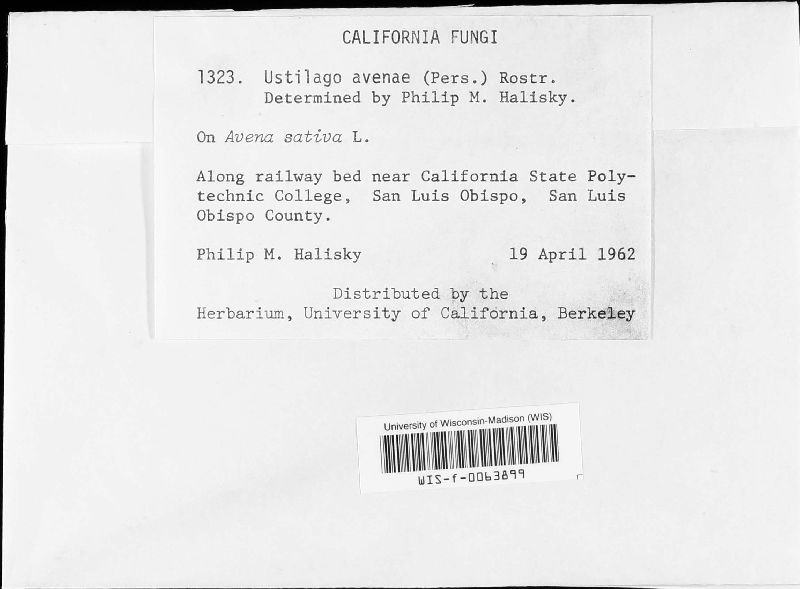 CALIFORNIA FUNGI
1323. Ustilago avenae (Pers.) Rostr.
Determined by Philip M. Halisky.
On Avena sativa L.
Along railway bed near California State Poly-
technic College, San Luis Obispo, San Luis
Obispo County.
Philip M. Halisky 19 April 1962
Distributed by the
Herbarium, University of California, Berkeley
University of Wisconsin-Madison (WIS)
WIS-f-0063899